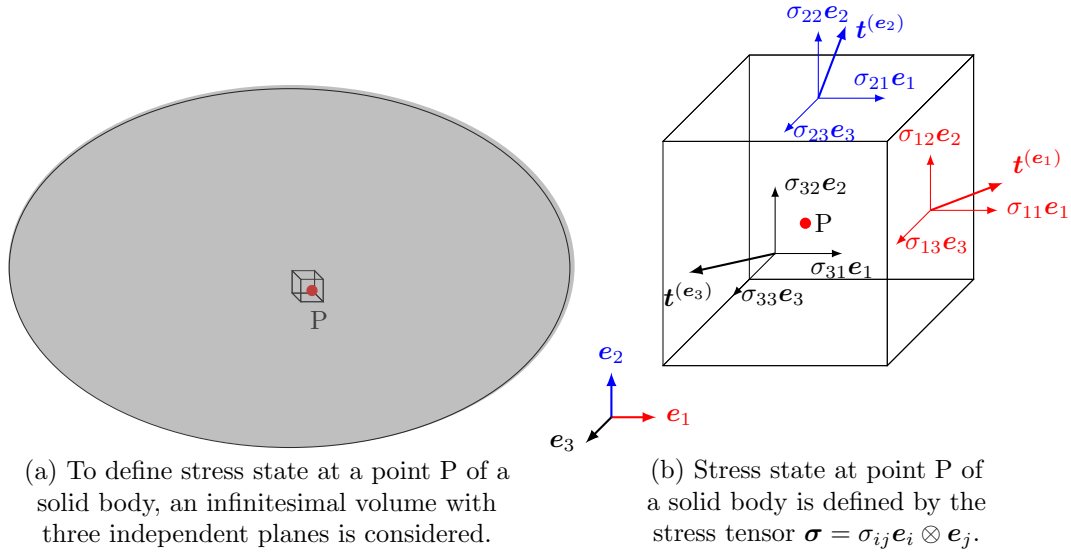 P
(a) To define stress state at a point P of a
solid body, an infinitesimal volume with
three independent planes is considered.
σ₂₂e₂
t⁽ᵉ²⁾
σ₂₁e₁
σ₂₃e₃
σ₁₂e₂
t⁽ᵉ¹⁾
σ₁₁e₁
σ₁₃e₃
σ₃₂e₂
P
σ₃₁e₁
t⁽ᵉ³⁾
σ₃₃e₃
e₂
e₁
e₃
(b) Stress state at point P of
a solid body is defined by the
stress tensor σ = σᵢⱼeᵢ ⊗ eⱼ.